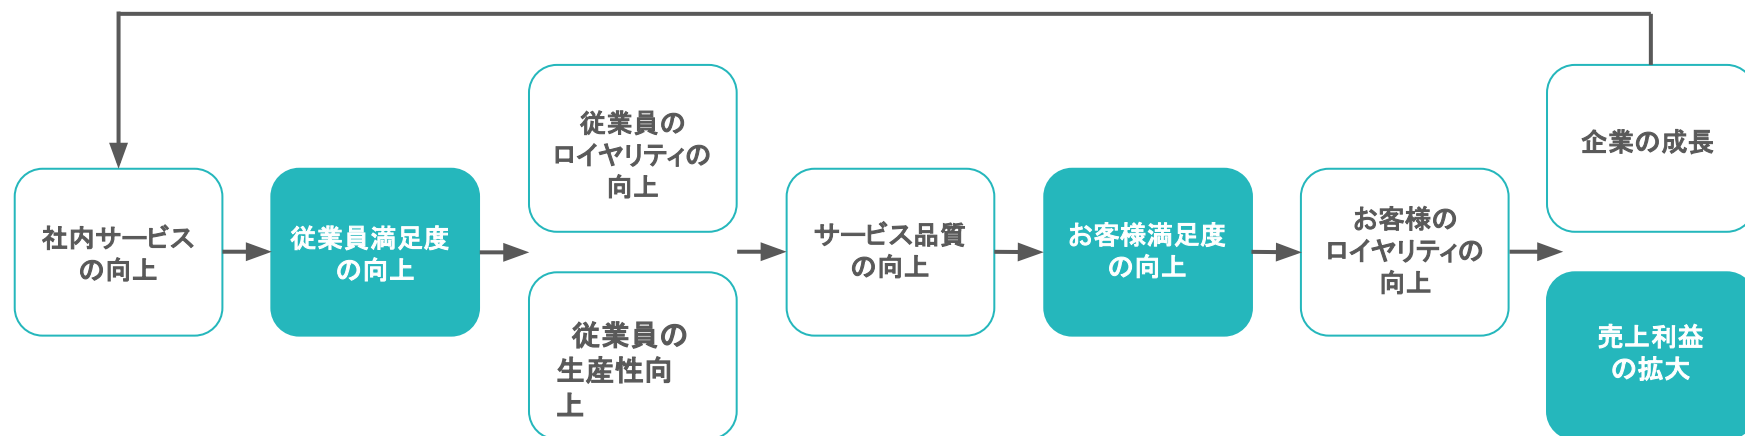 社内サービス
の向上
従業員満足度
の向上
従業員の
ロイヤリティの
向上
従業員の
生産性向
上
サービス品質
の向上
お客様満足度
の向上
お客様の
ロイヤリティの
向上
企業の成長
売上利益
の拡大